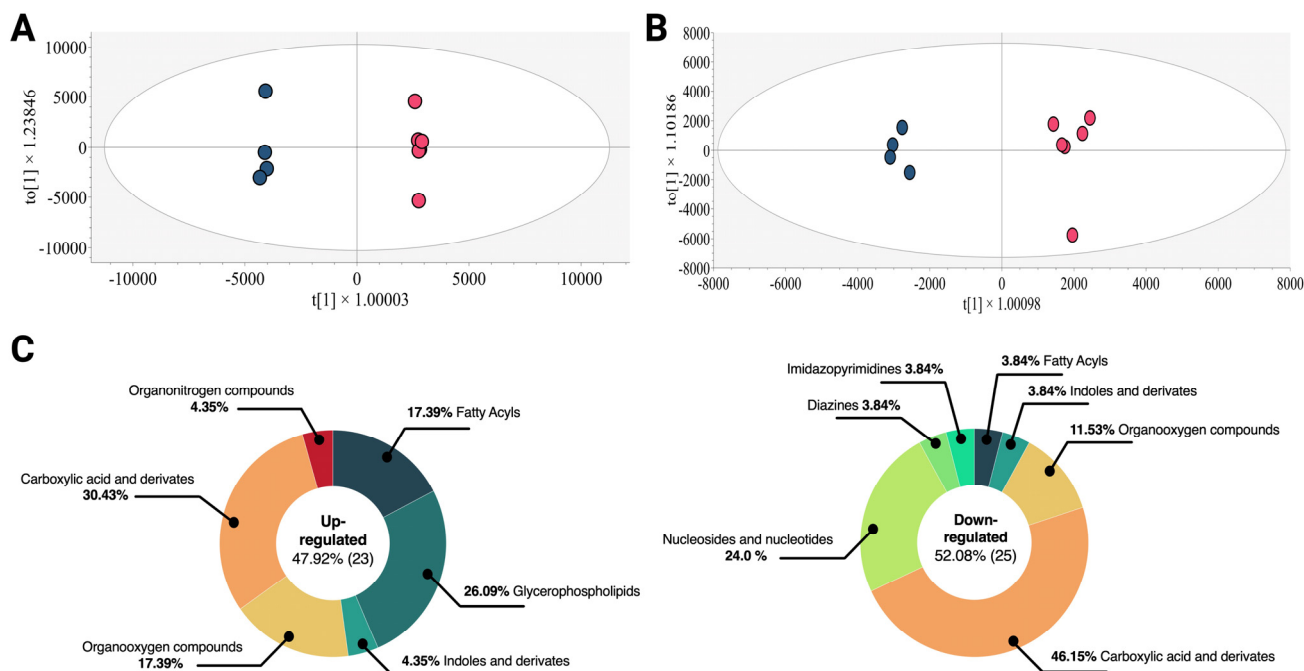 A
to[1] × 1.23846
10000
5000
0
-5000
-10000
-10000 -5000 0 5000 10000
t[1] × 1.00003
B
to[1] × 1.10186
8000
6000
4000
2000
0
-2000
-4000
-6000
-8000
-8000 -6000 -4000 -2000 0 2000 4000 6000 8000
t[1] × 1.00098
C
Organonitrogen compounds
4.35%
17.39% Fatty Acyls
Carboxylic acid and derivates
30.43%
Up-
regulated
47.92% (23)
26.09% Glycerophospholipids
Organooxygen compounds
17.39%
4.35% Indoles and derivates
Imidazopyrimidines 3.84%
3.84% Fatty Acyls
Diazines 3.84%
3.84% Indoles and derivates
11.53% Organooxygen compounds
Nucleosides and nucleotides
24.0 %
Down-
regulated
52.08% (25)
46.15% Carboxylic acid and derivates